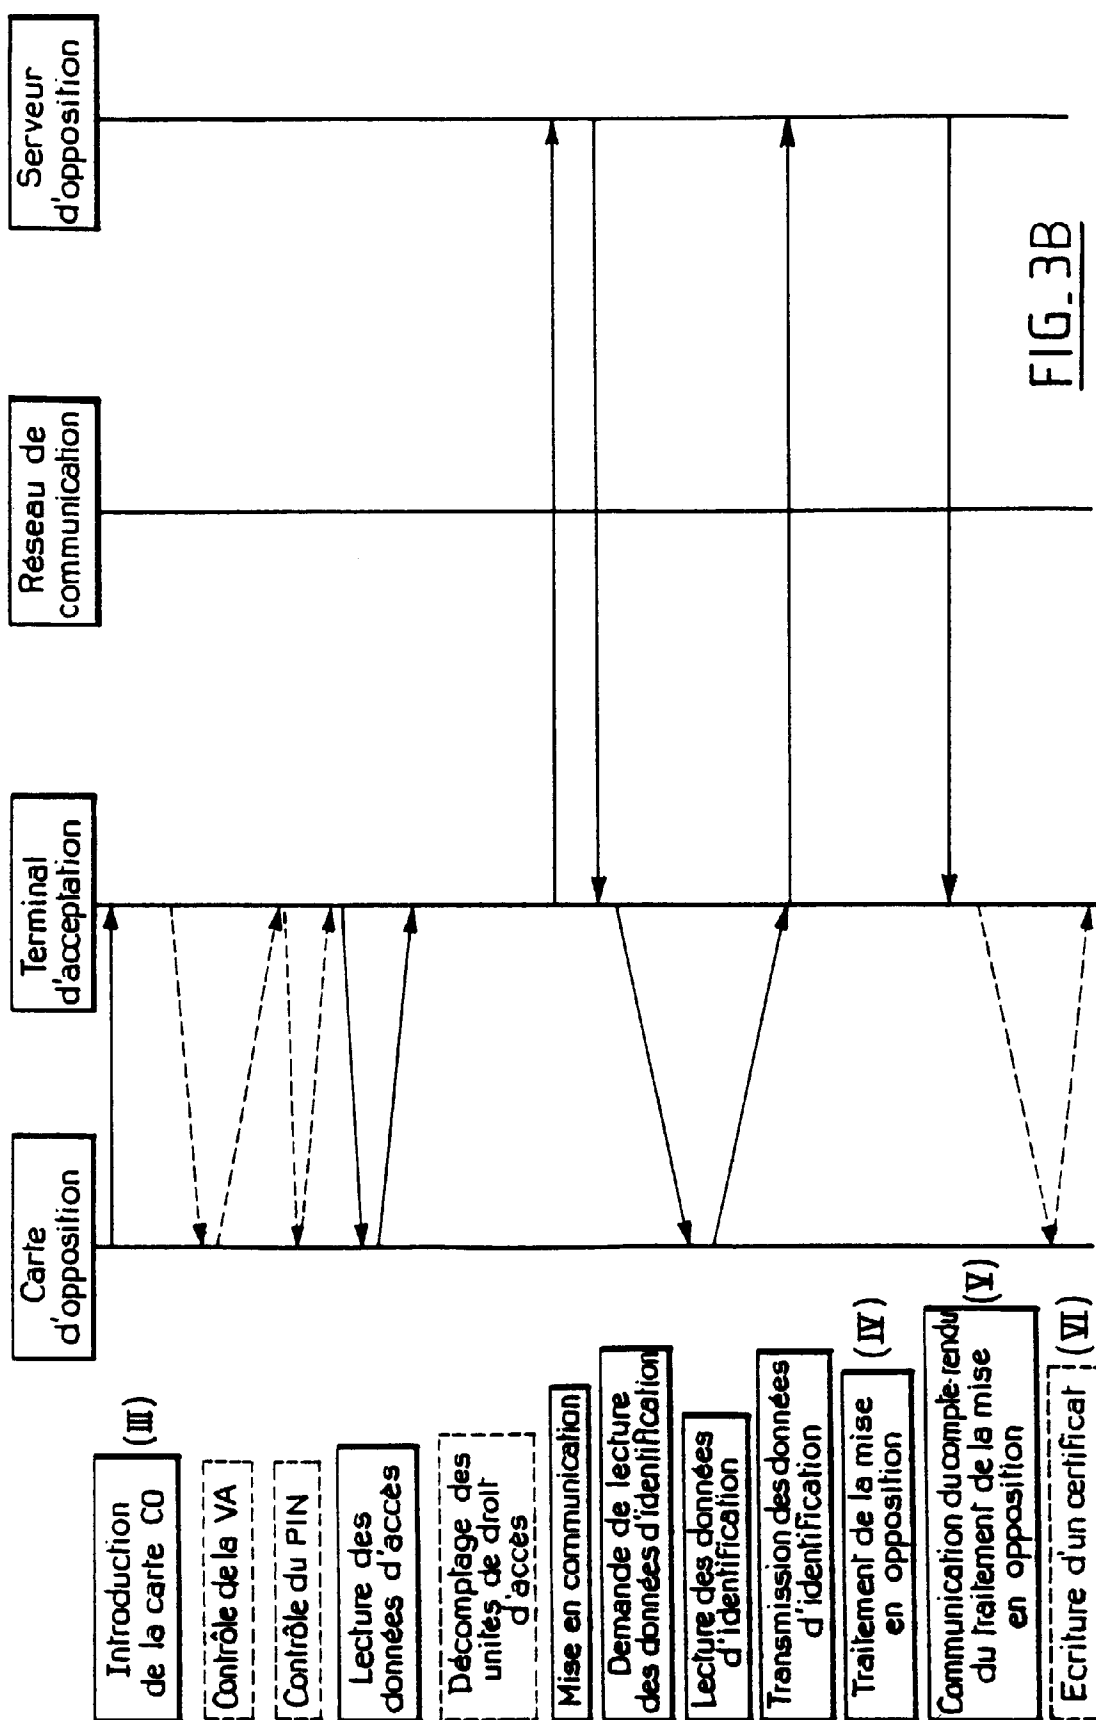 Carte
d'opposition
Terminal
d'acceptation
Réseau de
communication
Serveur
d'opposition
Introduction
de la carte CO
(III)
Contrôle de la VA
Contrôle du PIN
Lecture des
données d'accès
Décomptage des
unités de droit
d'accès
Mise en communication
Demande de lecture
des données d'identification
Lecture des données
d'identification
Transmission des données
d'identification
Traitement de la mise
en opposition
(IV)
Communication du compte-rendu
du traitement de la mise
en opposition
(V)
Ecriture d'un certificat
(VI)
FIG_3B